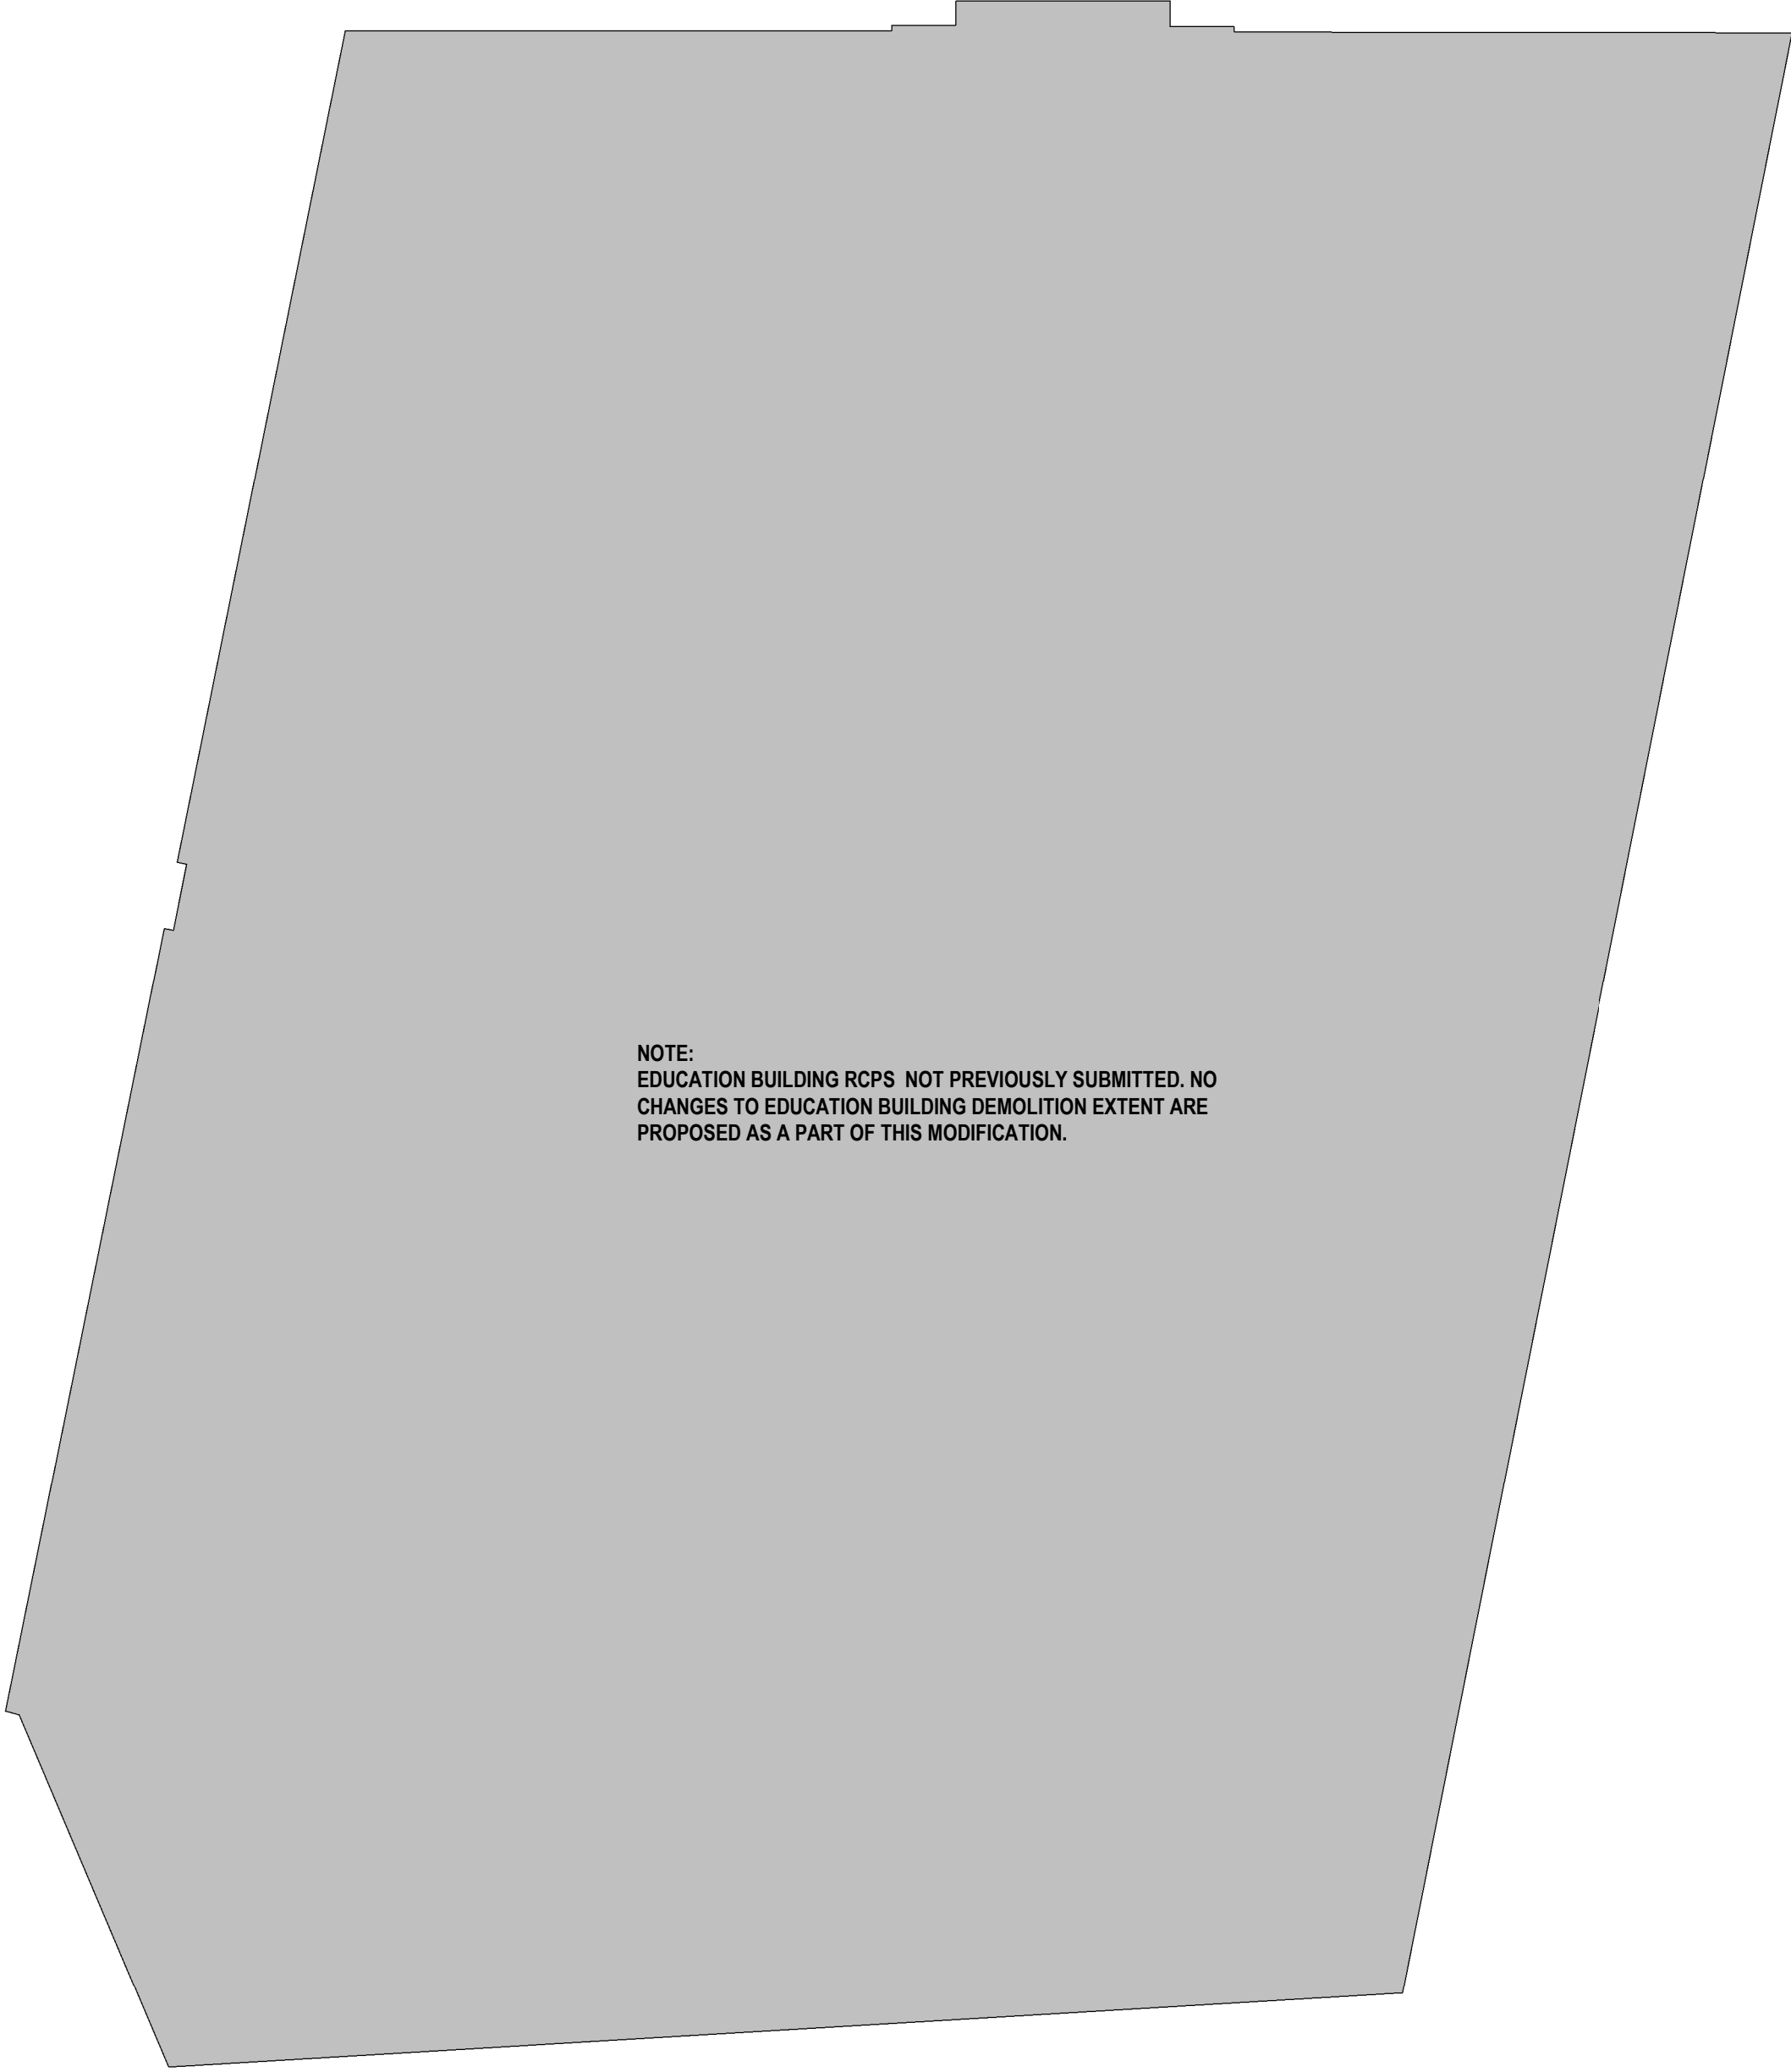 NOTE:
EDUCATION BUILDING RCPS  NOT PREVIOUSLY SUBMITTED. NO
CHANGES TO EDUCATION BUILDING DEMOLITION EXTENT ARE
PROPOSED AS A PART OF THIS MODIFICATION.